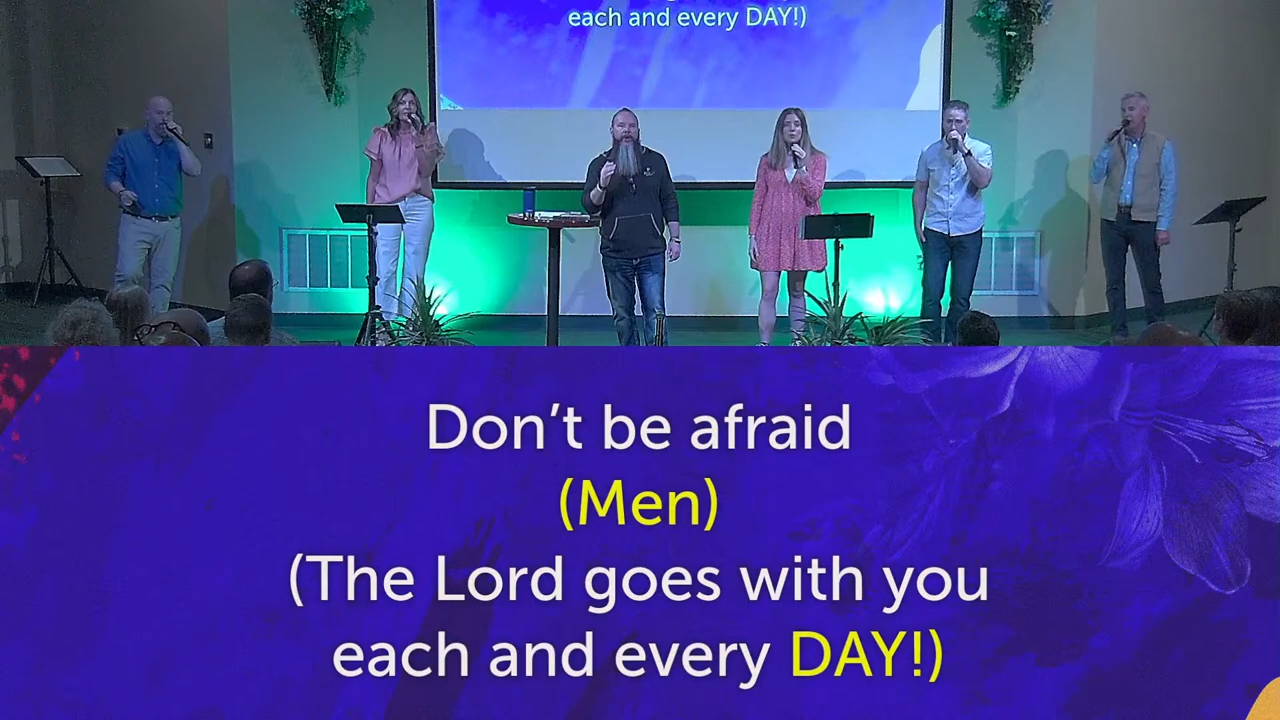 each and every DAY!)
Don't be afraid
(Men)
(The Lord goes with you
each and every DAY!)